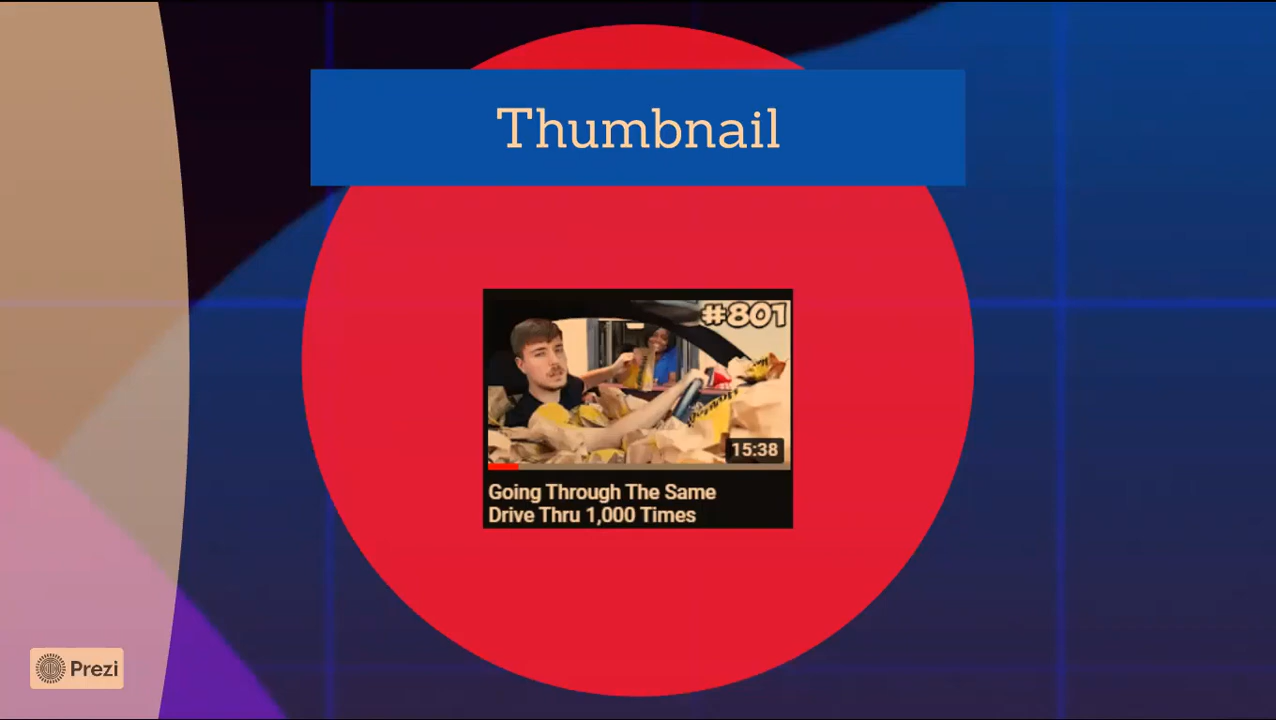 Thumbnail
#801
15:38
Going Through The Same
Drive Thru 1,000 Times
Prezi